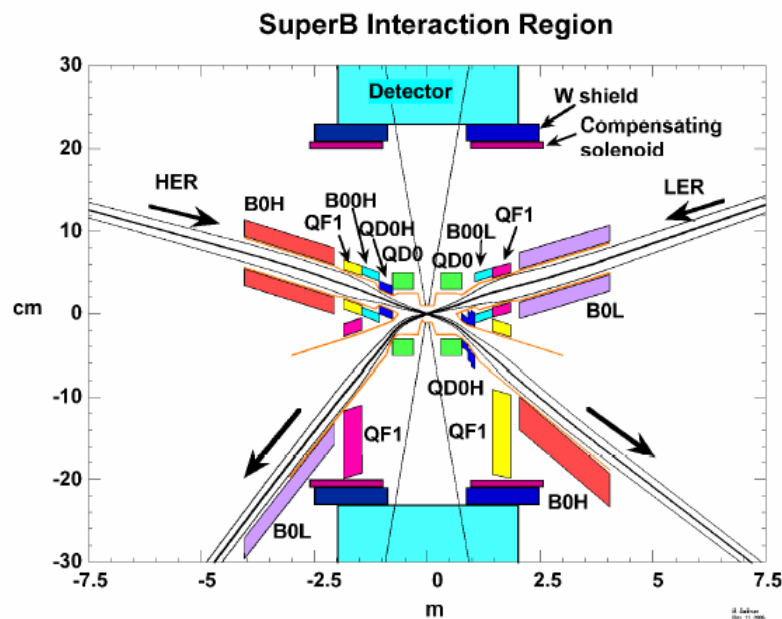 SuperB Interaction Region
30
20
10
0
-10
-20
-30
cm
-7.5
-5
-2.5
0
2.5
5
7.5
m
Detector
W shield
Compensating
solenoid
HER
LER
B0H
B00H
QF1
QD0H
QD0
QD0
B00L
QF1
B0L
QD0H
QF1
QF1
B0H
B0L